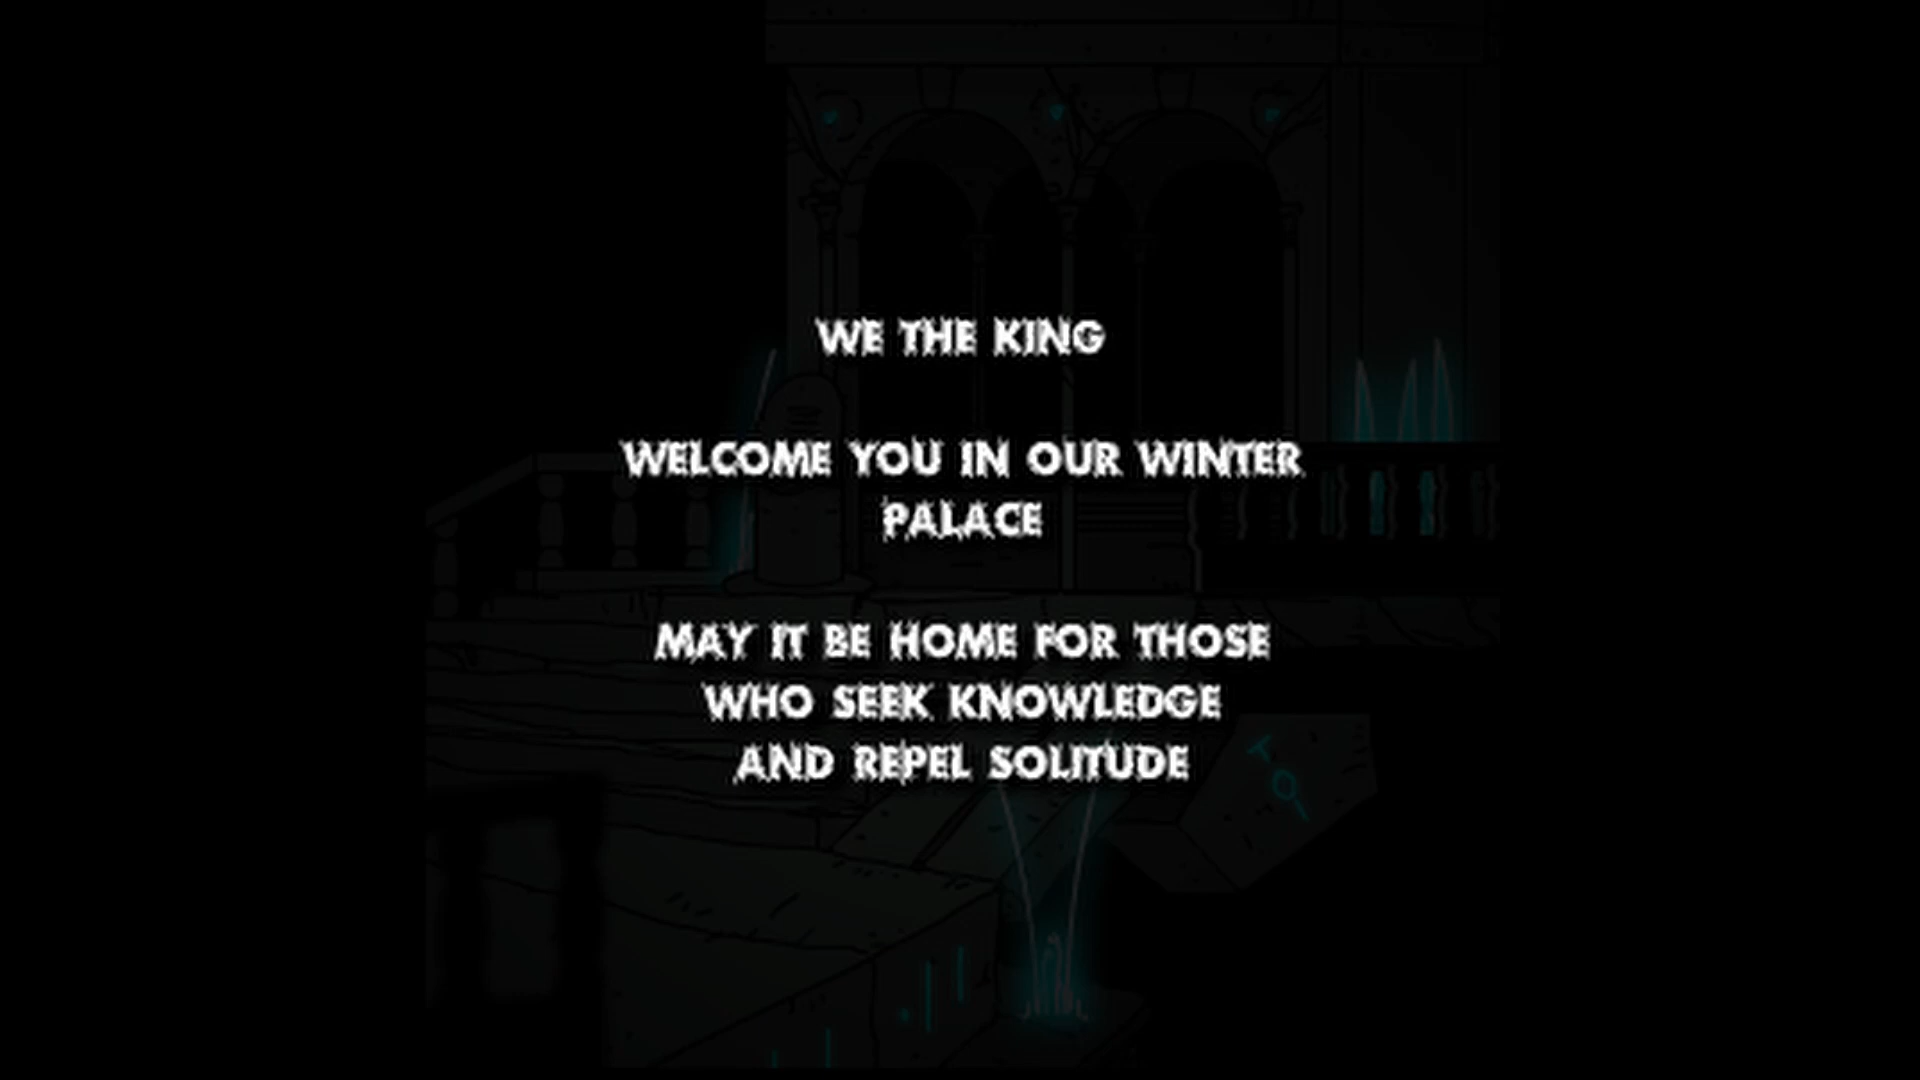 WE THE KING
WELCOME YOU IN OUR WINTER
PALACE
MAY IT BE HOME FOR THOSE
WHO SEEK KNOWLEDGE
AND REPEL SOLITUDE